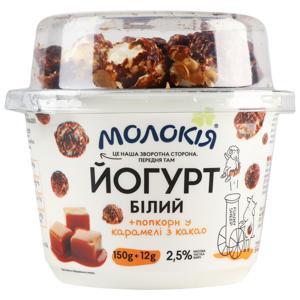 МОЛОКІЯ
ЦЕ НАША ЗВОРОТНА СТОРОНА.
ПЕРЕДНЯ ТАМ
ЙОГУРТ
БІЛИЙ
+попкорн у
карамелі з какао
150g+12g
2,5%